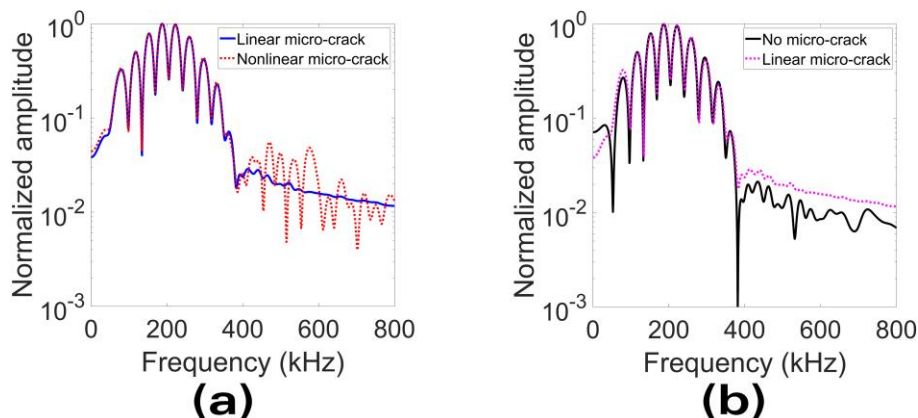 Normalized amplitude
10^0
10^-1
10^-2
10^-3
Linear micro-crack
Nonlinear micro-crack
0 200 400 600 800
Frequency (kHz)
(a)
Normalized amplitude
10^0
10^-1
10^-2
10^-3
No micro-crack
Linear micro-crack
0 200 400 600 800
Frequency (kHz)
(b)